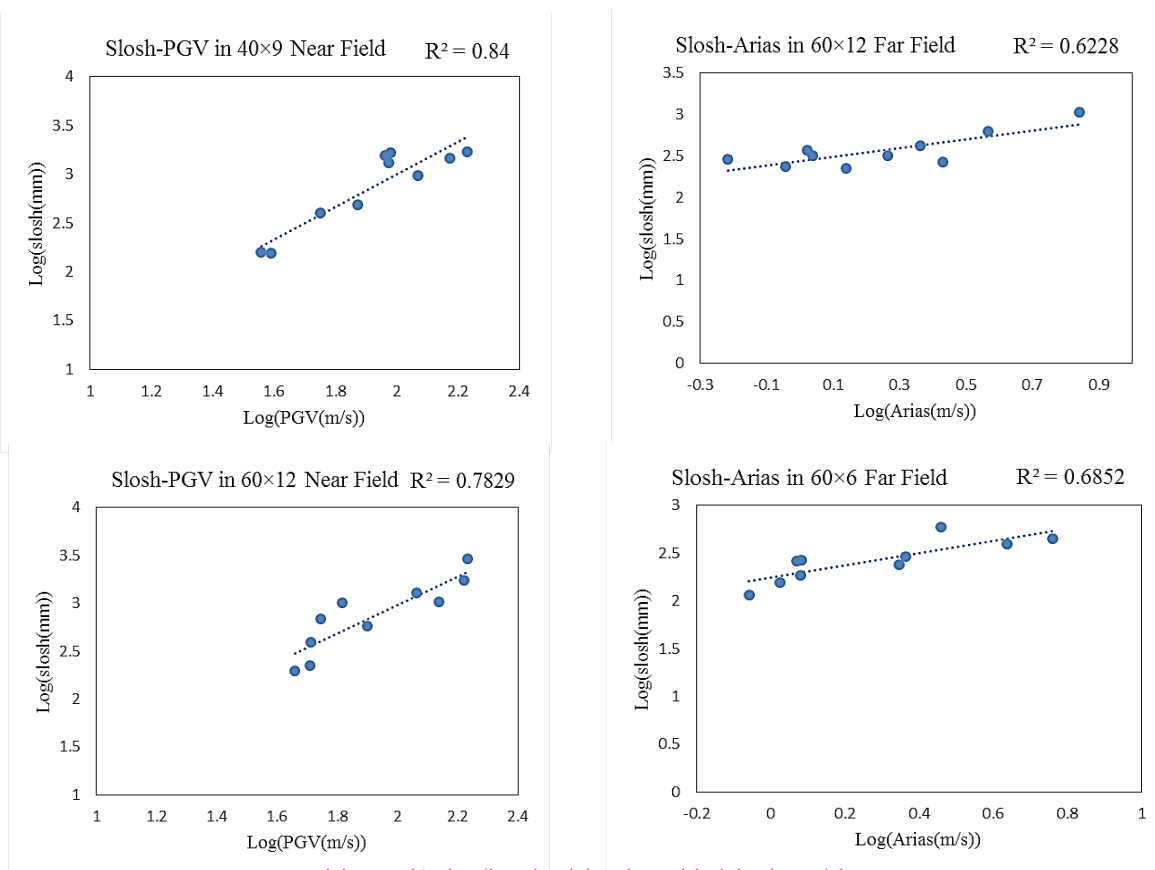 Slosh-PGV in 40×9 Near Field R² = 0.84
4
3.5
3
2.5
2
1.5
1
Log(slosh(mm))
1 1.2 1.4 1.6 1.8 2 2.2 2.4
Log(PGV(m/s))
Slosh-Arias in 60×12 Far Field R² = 0.6228
3.5
3
2.5
2
1.5
1
0.5
0
Log(slosh(mm))
-0.3 -0.1 0.1 0.3 0.5 0.7 0.9
Log(Arias(m/s))
Slosh-PGV in 60×12 Near Field R² = 0.7829
4
3.5
3
2.5
2
1.5
1
Log(slosh(mm))
1 1.2 1.4 1.6 1.8 2 2.2 2.4
Log(PGV(m/s))
Slosh-Arias in 60×6 Far Field R² = 0.6852
3
2.5
2
1.5
1
0.5
0
Log(slosh(mm))
-0.2 0 0.2 0.4 0.6 0.8 1
Log(Arias(m/s))